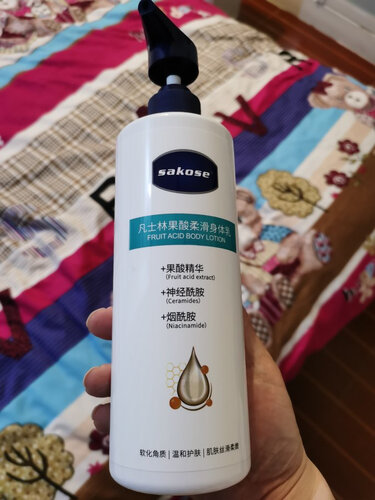 sakose
凡士林果酸柔滑身体乳
FRUIT ACID BODY LOTION
+果酸精华
(Fruit acid extract)
+神经酰胺
(Ceramides)
+烟酰胺
(Niacinamide)
软化角质 | 温和护肤 | 肌肤丝滑柔嫩